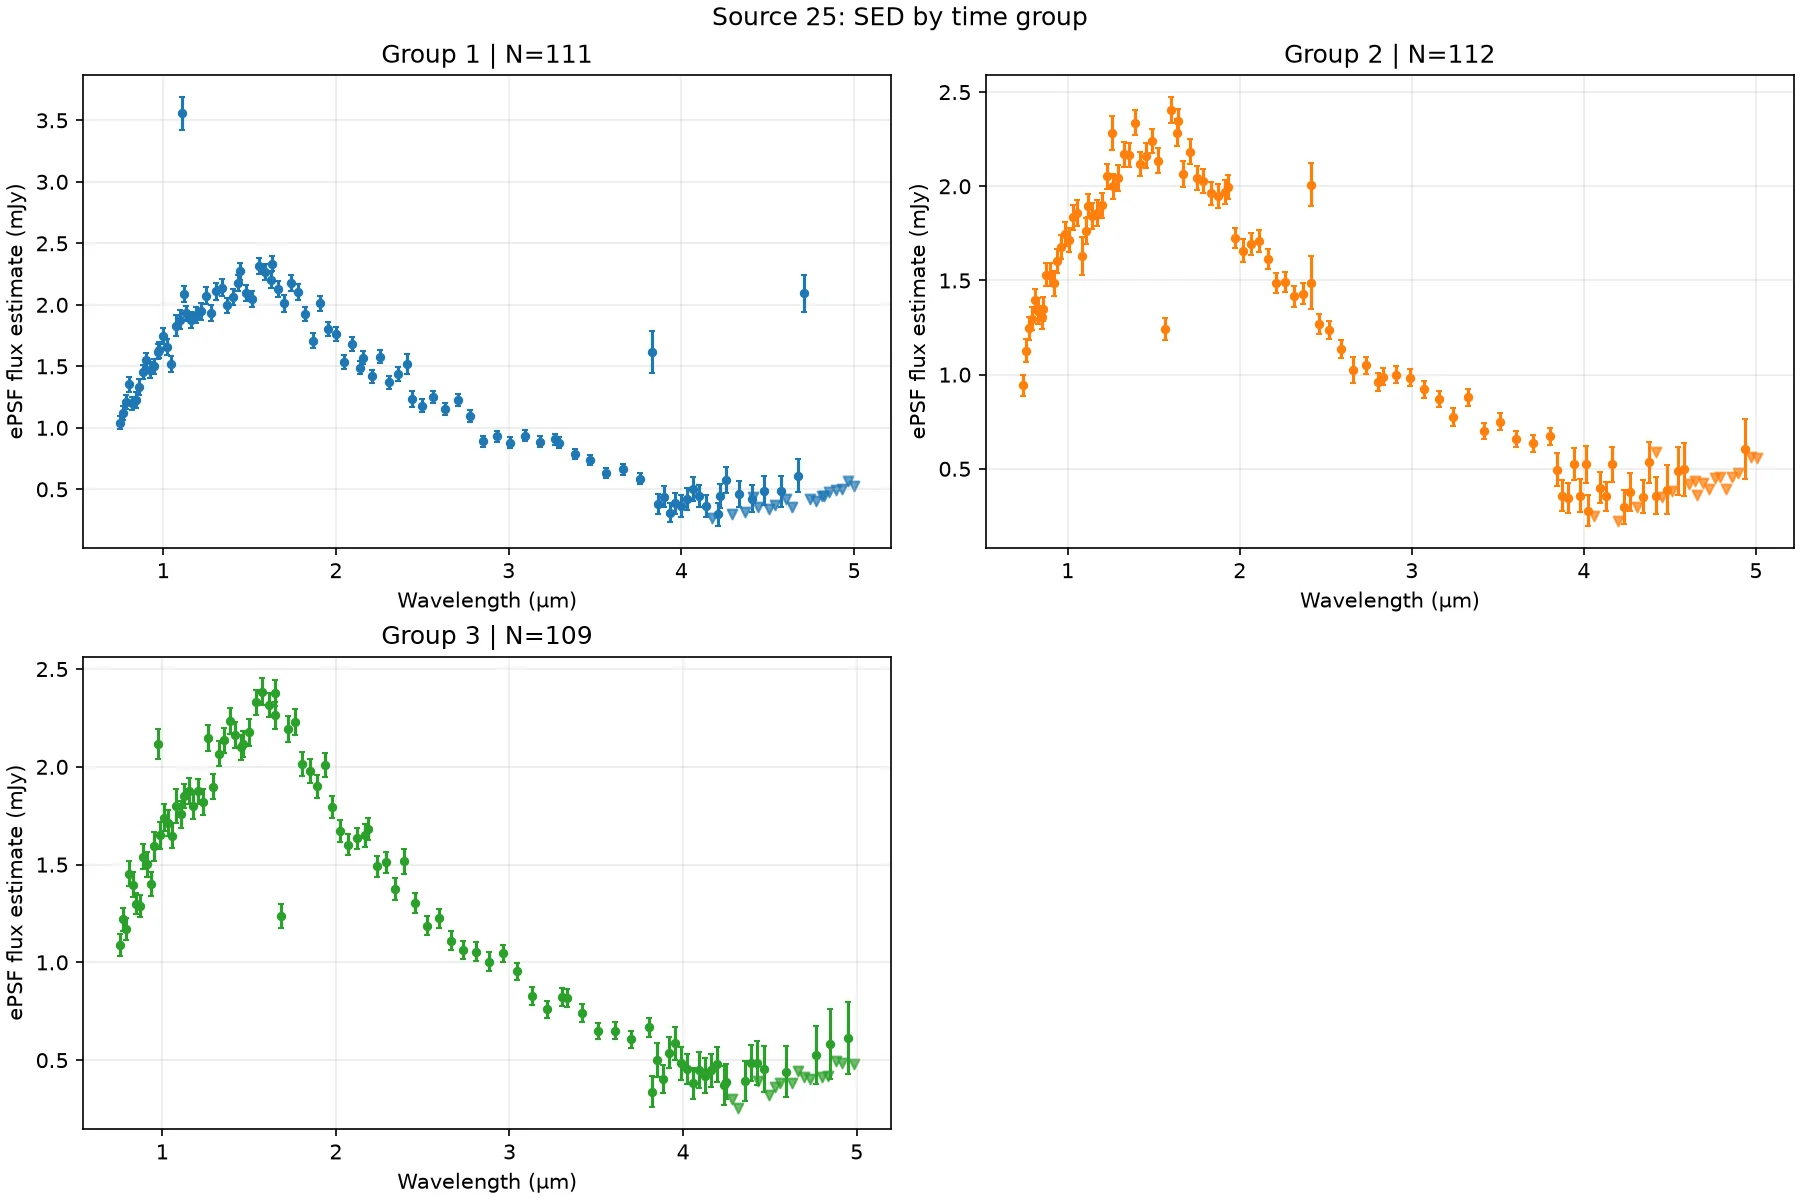 Source 25: SED by time group
Group 1 | N=111
ePSF flux estimate (mJy)
3.5
3.0
2.5
2.0
1.5
1.0
0.5
1 2 3 4 5
Wavelength (μm)
Group 2 | N=112
ePSF flux estimate (mJy)
2.5
2.0
1.5
1.0
0.5
1 2 3 4 5
Wavelength (μm)
Group 3 | N=109
ePSF flux estimate (mJy)
2.5
2.0
1.5
1.0
0.5
1 2 3 4 5
Wavelength (μm)